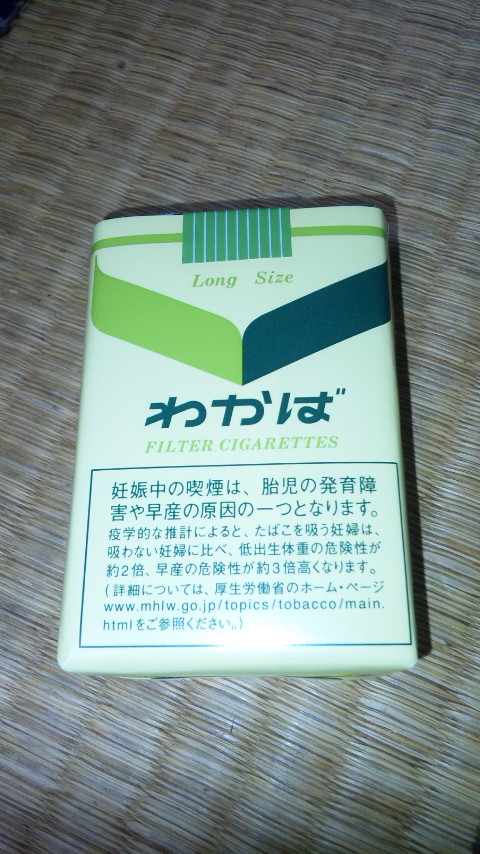 Long Size
わかば
FILTER CIGARETTES
妊娠中の喫煙は、胎児の発育障
害や早産の原因の一つとなります。
疫学的な推計によると、たばこを吸う妊婦は、
吸わない妊婦に比べ、低出生体重の危険性が
約2倍、早産の危険性が約3倍高くなります。
(詳細については、厚生労働省のホーム・ページ
www.mhlw.go.jp/topics/tobacco/main.
htmlをご参照ください。)